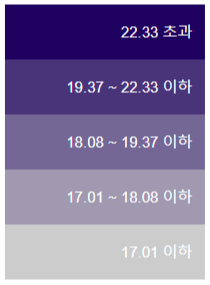 22.33 초과
19.37 ~ 22.33 이하
18.08 ~ 19.37 이하
17.01 ~ 18.08 이하
17.01 이하